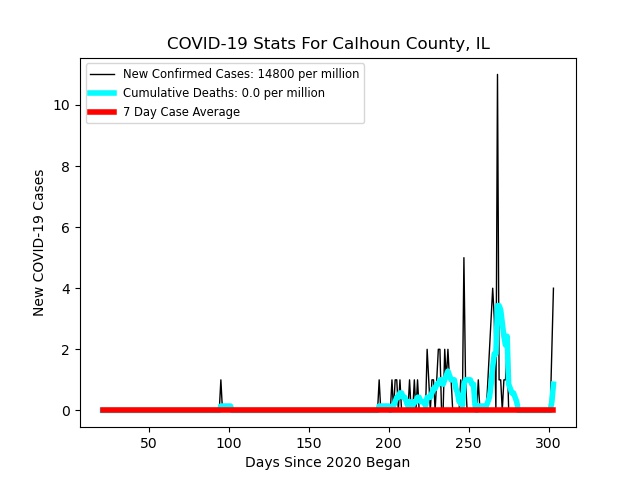 COVID-19 Stats For Calhoun County, IL
New Confirmed Cases: 14800 per million
Cumulative Deaths: 0.0 per million
7 Day Case Average
New COVID-19 Cases
10
8
6
4
2
0
50 100 150 200 250 300
Days Since 2020 Began